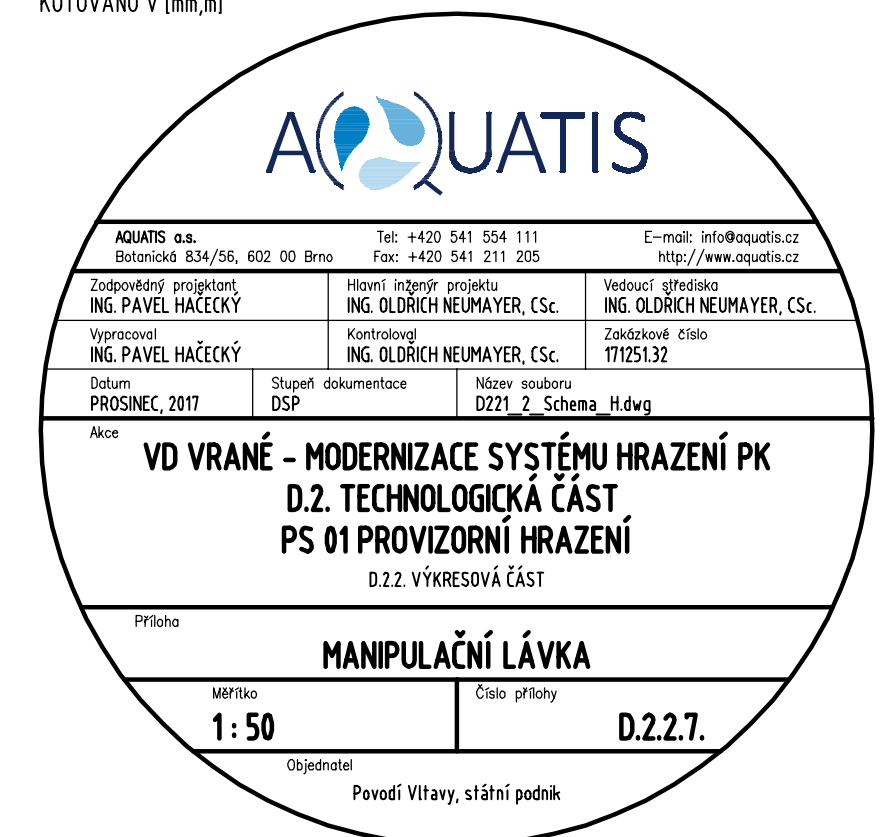 KÓTOVÁNO V [mm,m]
AQUATIS
AQUATIS a.s. Tel: +420 541 554 111 E-mail: info@aquatis.cz
Botanická 834/56, 602 00 Brno Fax: +420 541 211 205 http://www.aquatis.cz
Zodpovědný projektant Hlavní inženýr projektu Vedoucí střediska
ING. PAVEL HAČECKÝ ING. OLDŘICH NEUMAYER, CSc. ING. OLDŘICH NEUMAYER, CSc.
Vypracoval Kontroloval Zakázkové číslo
ING. PAVEL HAČECKÝ ING. OLDŘICH NEUMAYER, CSc. 171251.32
Datum Stupeň dokumentace Název souboru
PROSINEC, 2017 DSP D221_2_Schema_H.dwg
Akce
VD VRANÉ - MODERNIZACE SYSTÉMU HRAZENÍ PK
D.2. TECHNOLOGICKÁ ČÁST
PS 01 PROVIZORNÍ HRAZENÍ
D.2.2. VÝKRESOVÁ ČÁST
Příloha
MANIPULAČNÍ LÁVKA
Měřítko Číslo přílohy
1 : 50 D.2.2.7.
Objednatel
Povodí Vltavy, státní podnik